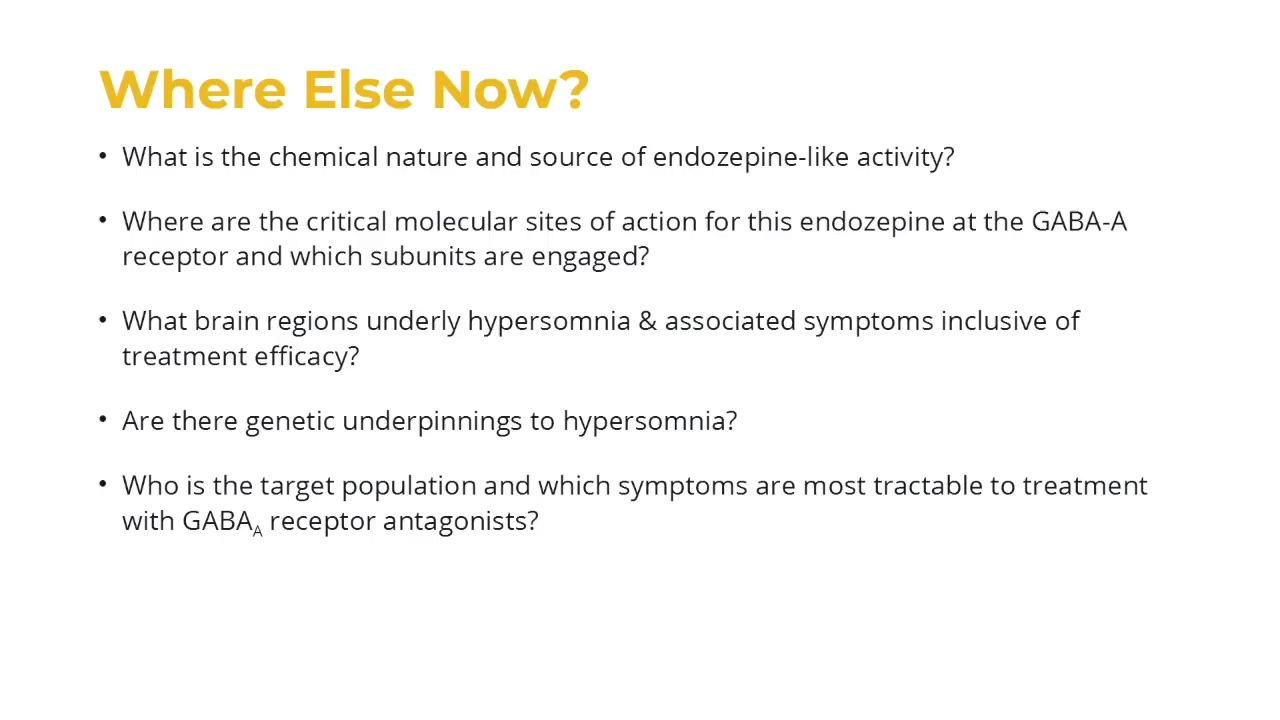 Where Else Now?
• What is the chemical nature and source of endozepine-like activity?
• Where are the critical molecular sites of action for this endozepine at the GABA-A
receptor and which subunits are engaged?
• What brain regions underly hypersomnia & associated symptoms inclusive of
treatment efficacy?
• Are there genetic underpinnings to hypersomnia?
• Who is the target population and which symptoms are most tractable to treatment
with GABAA receptor antagonists?